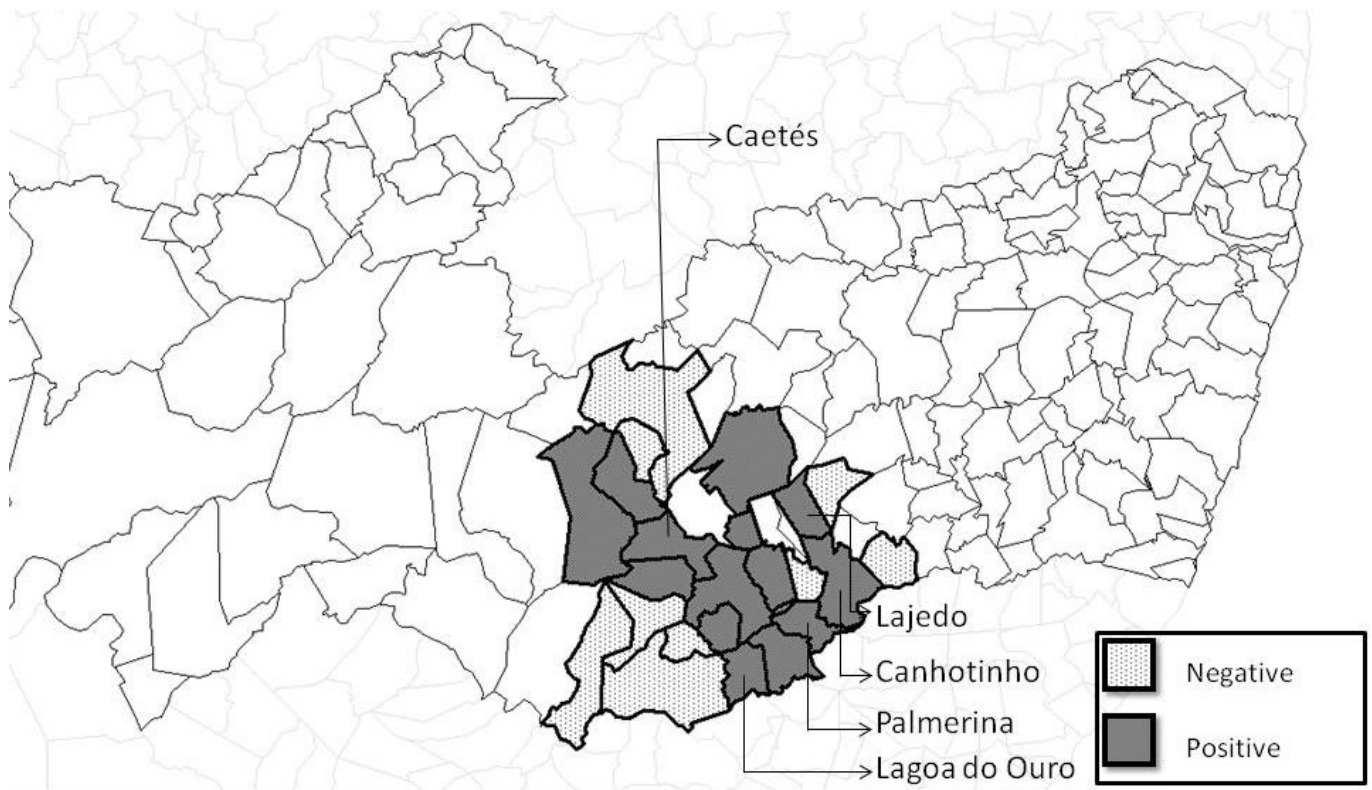 Caetés
Lajedo
Canhotinho
Palmerina
Lagoa do Ouro
Negative
Positive